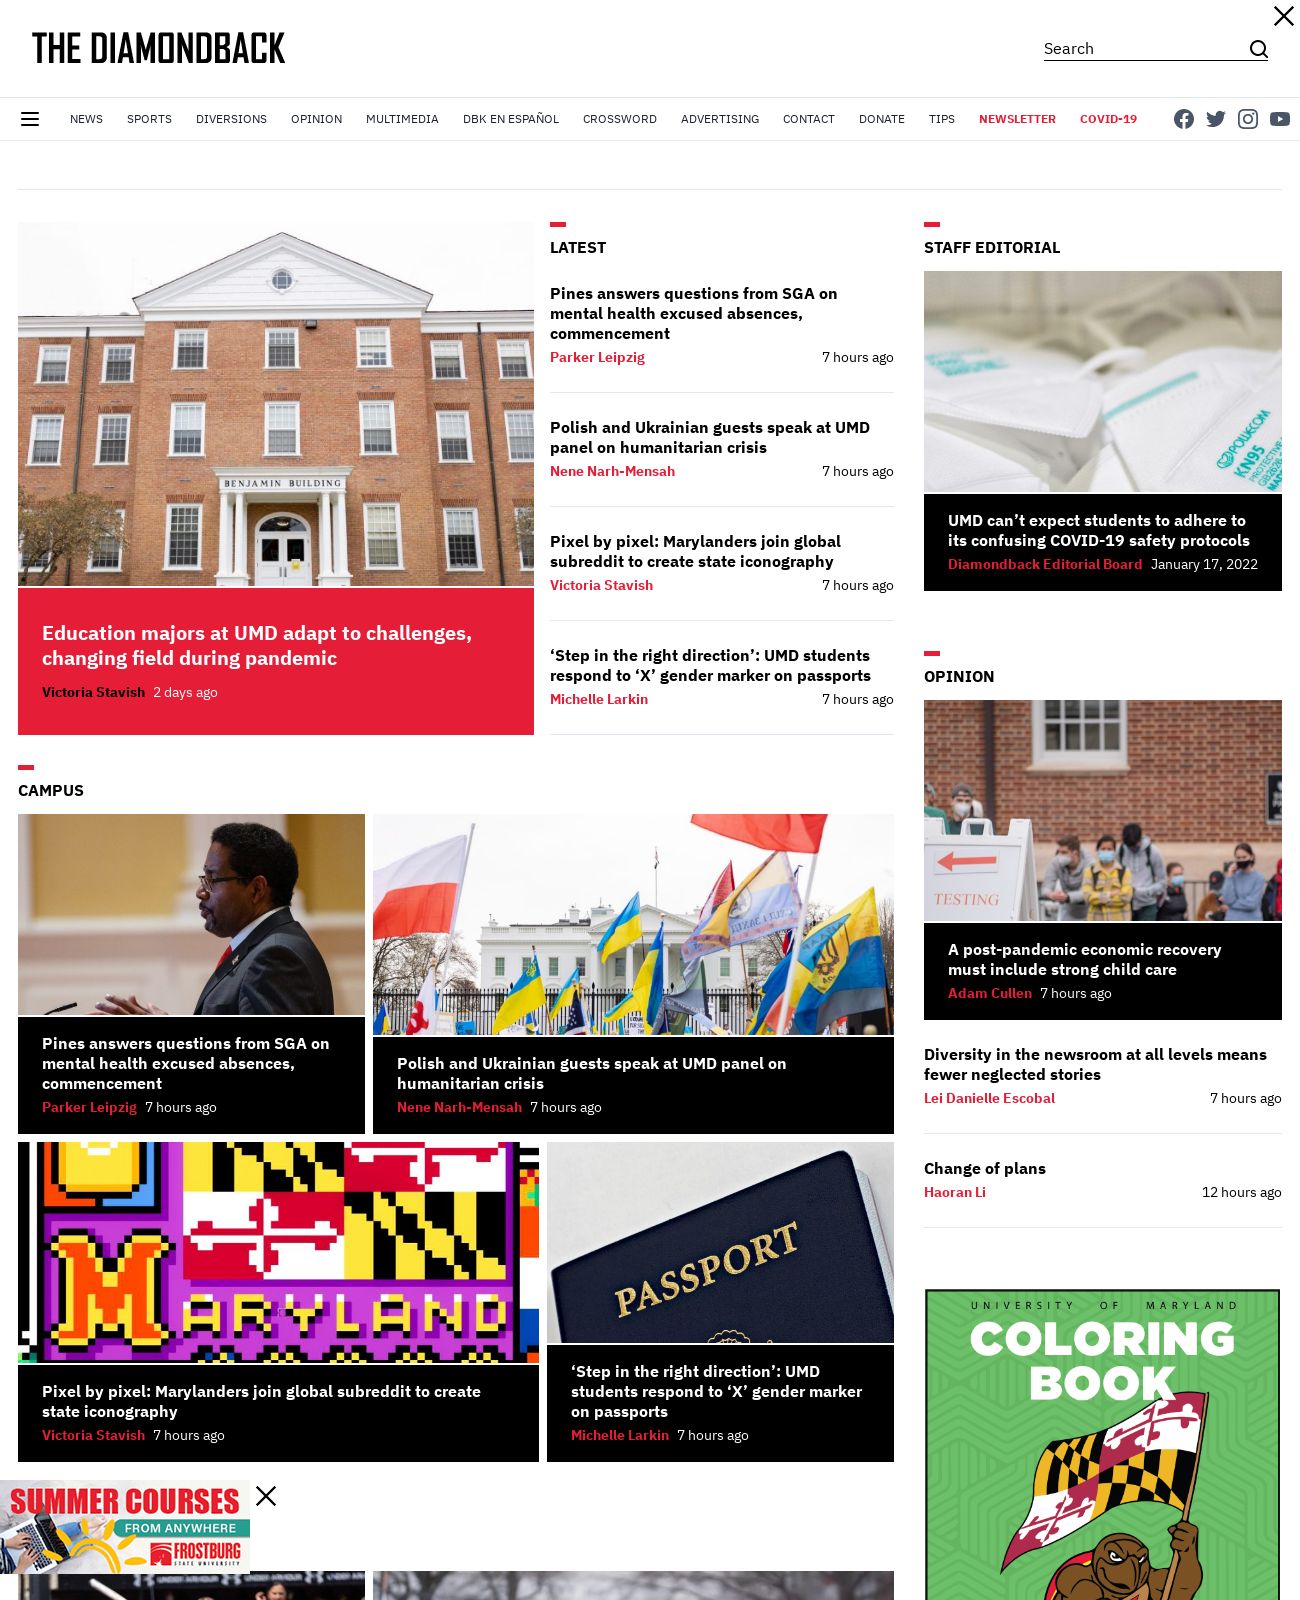 THE DIAMONDBACK
Search
NEWS SPORTS DIVERSIONS OPINION MULTIMEDIA DBK EN ESPAÑOL CROSSWORD ADVERTISING CONTACT DONATE TIPS NEWSLETTER COVID-19
BENJAMIN BUILDING
Education majors at UMD adapt to challenges,
changing field during pandemic
Victoria Stavish 2 days ago
LATEST
Pines answers questions from SGA on
mental health excused absences,
commencement
Parker Leipzig 7 hours ago
Polish and Ukrainian guests speak at UMD
panel on humanitarian crisis
Nene Narh-Mensah 7 hours ago
Pixel by pixel: Marylanders join global
subreddit to create state iconography
Victoria Stavish 7 hours ago
‘Step in the right direction’: UMD students
respond to ‘X’ gender marker on passports
Michelle Larkin 7 hours ago
STAFF EDITORIAL
POWECOM
KN95
UMD can’t expect students to adhere to
its confusing COVID-19 safety protocols
Diamondback Editorial Board January 17, 2022
OPINION
TESTING
A post-pandemic economic recovery
must include strong child care
Adam Cullen 7 hours ago
Diversity in the newsroom at all levels means
fewer neglected stories
Lei Danielle Escobal 7 hours ago
Change of plans
Haoran Li 12 hours ago
CAMPUS
Pines answers questions from SGA on
mental health excused absences,
commencement
Parker Leipzig 7 hours ago
Polish and Ukrainian guests speak at UMD panel on
humanitarian crisis
Nene Narh-Mensah 7 hours ago
MARYLAND
Pixel by pixel: Marylanders join global subreddit to create
state iconography
Victoria Stavish 7 hours ago
PASSPORT
‘Step in the right direction’: UMD
students respond to ‘X’ gender marker
on passports
Michelle Larkin 7 hours ago
UNIVERSITY OF MARYLAND
COLORING
BOOK
SUMMER COURSES
FROM ANYWHERE
FROSTBURG
STATE UNIVERSITY